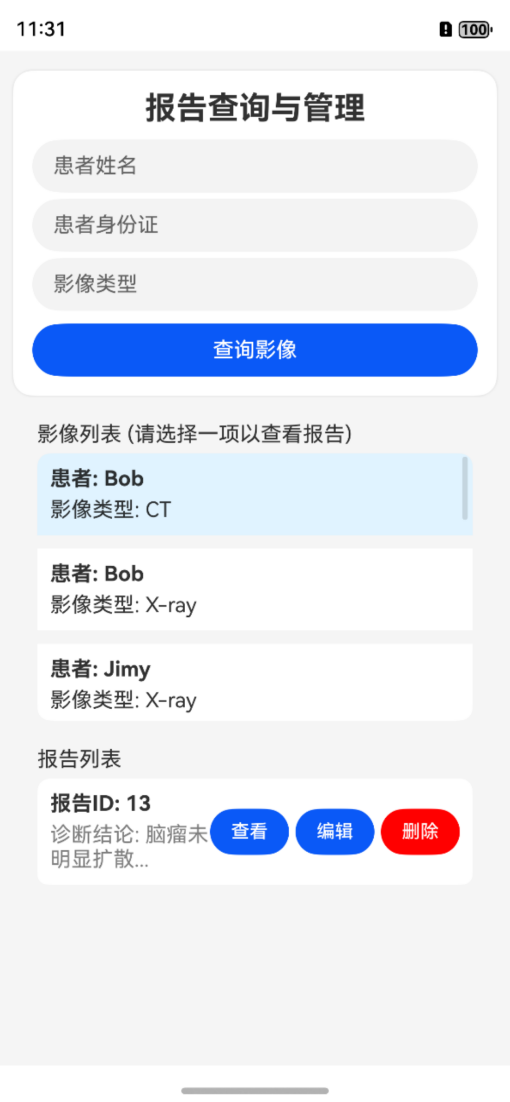 11:31
100
报告查询与管理
患者姓名
患者身份证
影像类型
查询影像
影像列表 (请选择一项以查看报告)
患者: Bob
影像类型: CT
患者: Bob
影像类型: X-ray
患者: Jimy
影像类型: X-ray
报告列表
报告ID: 13
诊断结论: 脑瘤未
明显扩散...
查看
编辑
删除